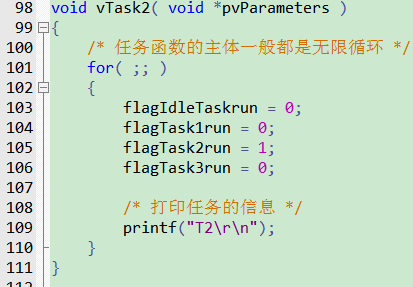 98 void vTask2( void *pvParameters )
99 {
100 /* 任务函数的主体一般都是无限循环 */
101 for( ;; )
102 {
103 flagIdleTaskrun = 0;
104 flagTask1run = 0;
105 flagTask2run = 1;
106 flagTask3run = 0;
107
108 /* 打印任务的信息 */
109 printf("T2\r\n");
110 }
111 }